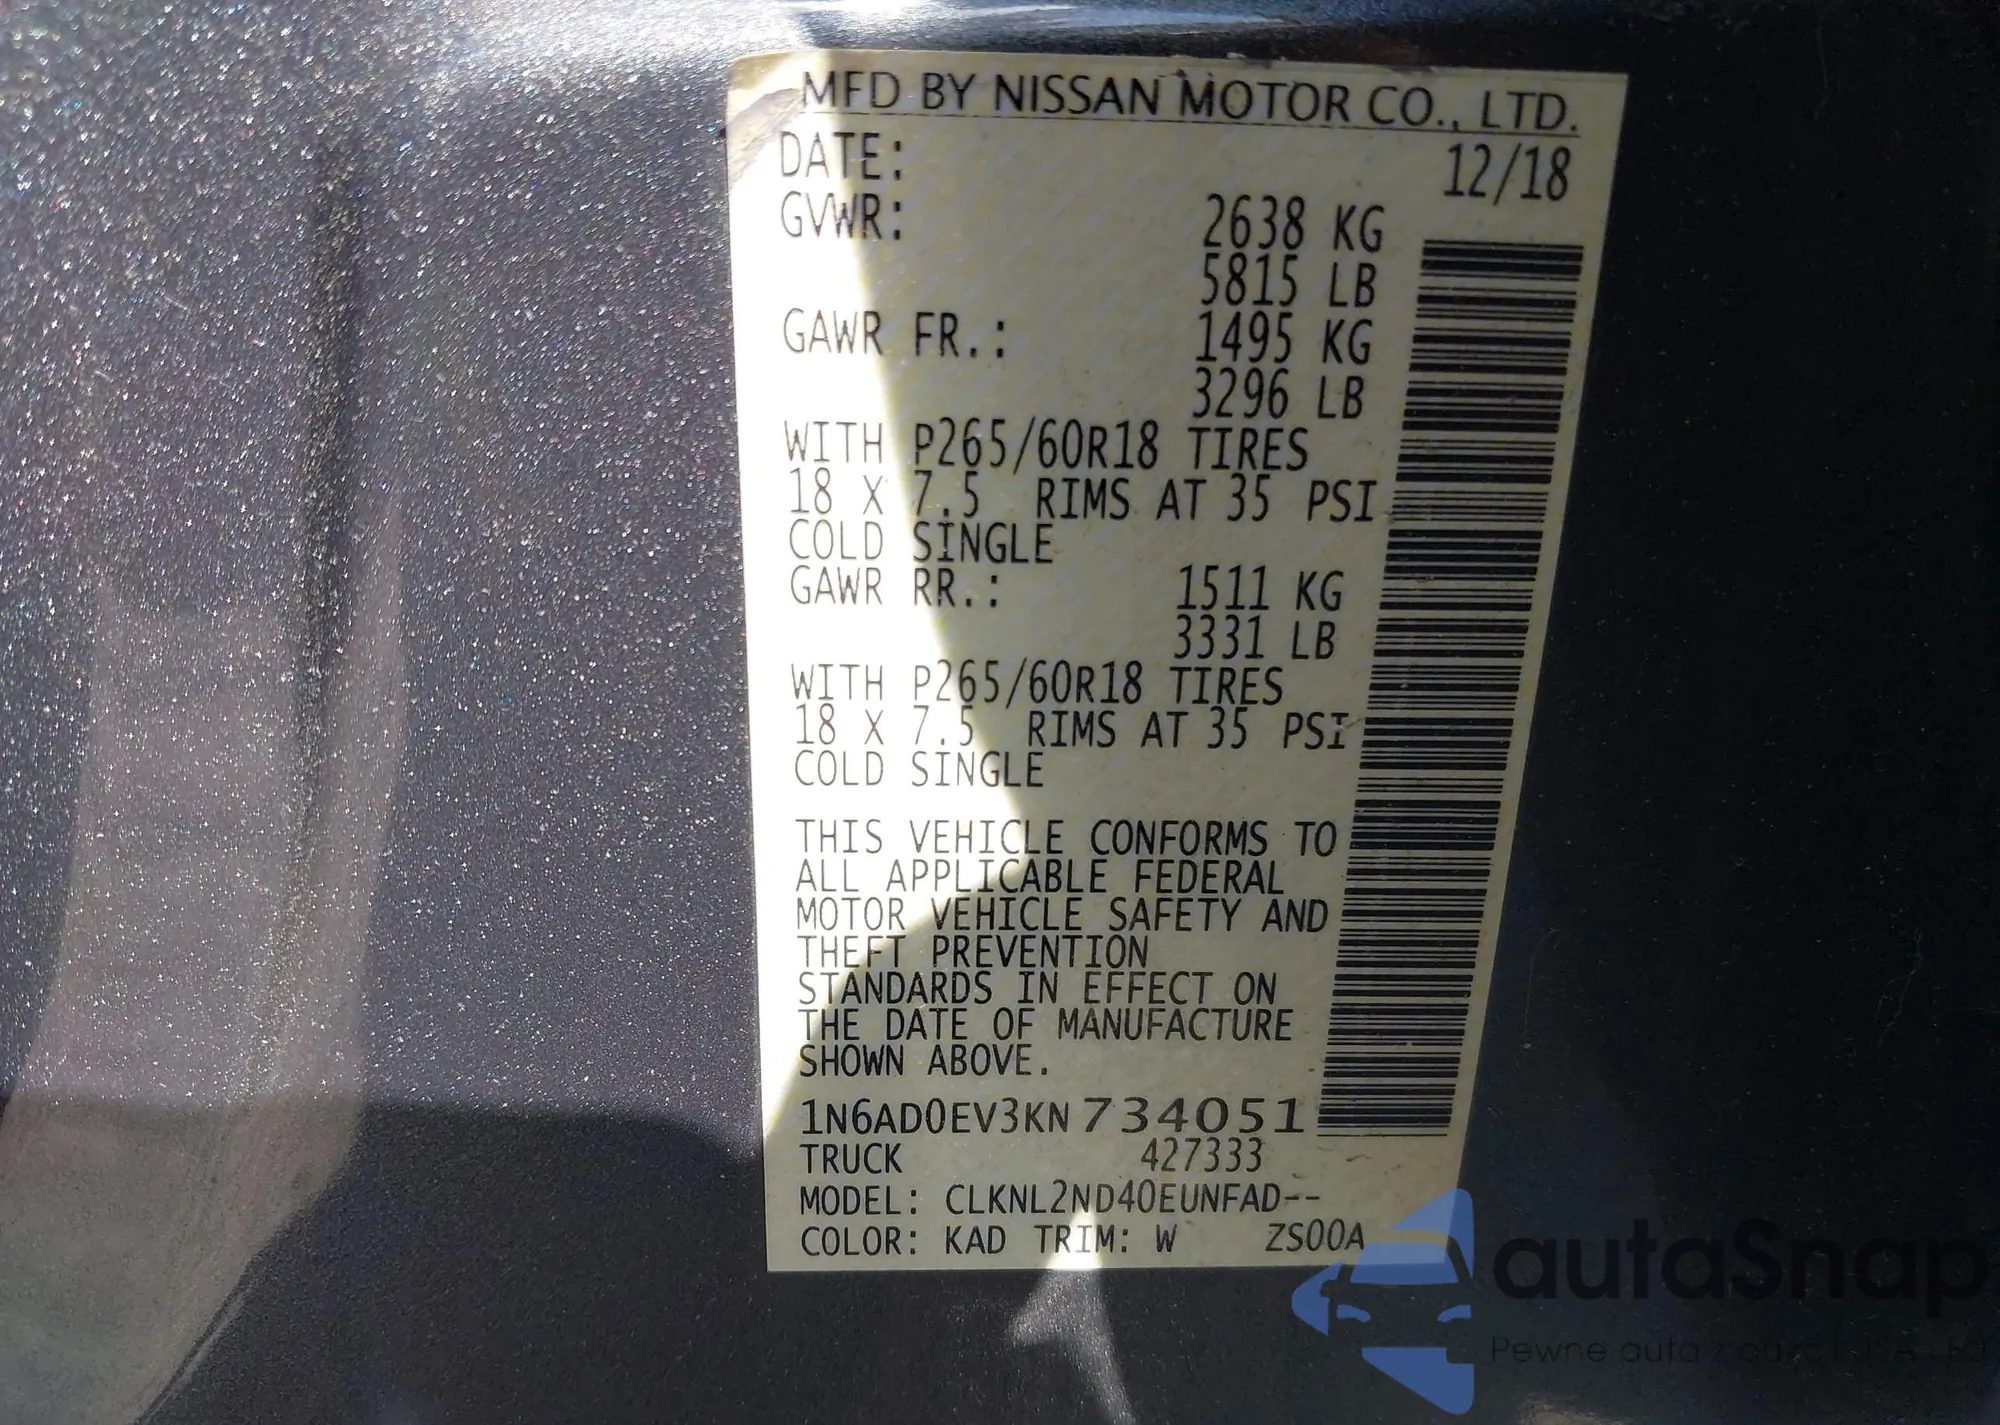 MFD BY NISSAN MOTOR CO., LTD.
DATE: 12/18
GVWR: 2638 KG
5815 LB
GAWR FR.: 1495 KG
3296 LB
WITH P265/60R18 TIRES
18 X 7.5 RIMS AT 35 PSI
COLD SINGLE
GAWR RR.: 1511 KG
3331 LB
WITH P265/60R18 TIRES
18 X 7.5 RIMS AT 35 PSI
COLD SINGLE
THIS VEHICLE CONFORMS TO
ALL APPLICABLE FEDERAL
MOTOR VEHICLE SAFETY AND
THEFT PREVENTION
STANDARDS IN EFFECT ON
THE DATE OF MANUFACTURE
SHOWN ABOVE.
1N6AD0EV3KN734051
TRUCK 427333
MODEL: CLKNL2ND40EUNFAD--
COLOR: KAD TRIM: W ZS00A
autaSnap
Pewne auta z